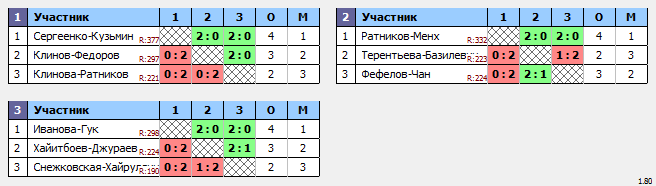 1 Участник 1 2 3 О М
1 Сергеенко-Кузьмин R:377 2:0 2:0 4 1
2 Клинов-Федоров R:297 0:2 2:0 3 2
3 Клинова-Ратников R:221 0:2 0:2 2 3
2 Участник 1 2 3 О М
1 Ратников-Менх R:332 2:0 2:0 4 1
2 Терентьева-Базилев R:223 0:2 1:2 2 3
3 Фефелов-Чан R:224 0:2 2:1 3 2
3 Участник 1 2 3 О М
1 Иванова-Гук R:298 2:0 2:0 4 1
2 Хайитбоев-Джураев R:224 0:2 2:1 3 2
3 Снежковская-Хайрул R:190 0:2 1:2 2 3
1.80